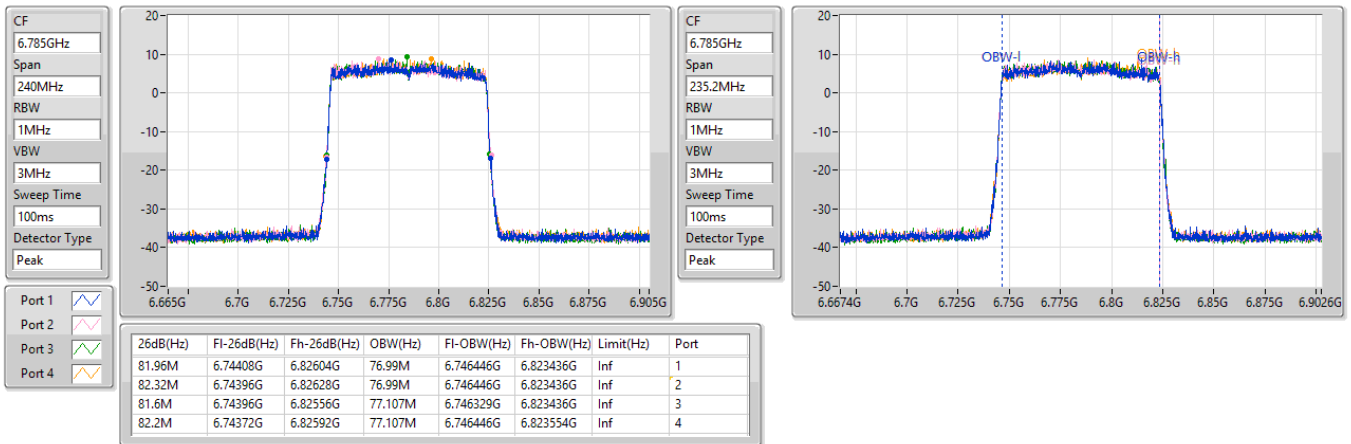 CF
6.785GHz
Span
240MHz
RBW
1MHz
VBW
3MHz
Sweep Time
100ms
Detector Type
Peak
20-
10-
0-
-10-
-20-
-30-
-40-
-50-
6.665G 6.7G 6.725G 6.75G 6.775G 6.8G 6.825G 6.85G 6.875G 6.905G
CF
6.785GHz
Span
235.2MHz
RBW
1MHz
VBW
3MHz
Sweep Time
100ms
Detector Type
Peak
20-
10-
0-
-10-
-20-
-30-
-40-
-50-
OBW-l OBW-h
6.6674G 6.7G 6.725G 6.75G 6.775G 6.8G 6.825G 6.85G 6.875G 6.9026G
Port 1
Port 2
Port 3
Port 4
26dB(Hz) Fl-26dB(Hz) Fh-26dB(Hz) OBW(Hz) Fl-OBW(Hz) Fh-OBW(Hz) Limit(Hz) Port
81.96M 6.74408G 6.82604G 76.99M 6.746446G 6.823436G Inf 1
82.32M 6.74396G 6.82628G 76.99M 6.746446G 6.823436G Inf 2
81.6M 6.74396G 6.82556G 77.107M 6.746329G 6.823436G Inf 3
82.2M 6.74372G 6.82592G 77.107M 6.746446G 6.823554G Inf 4